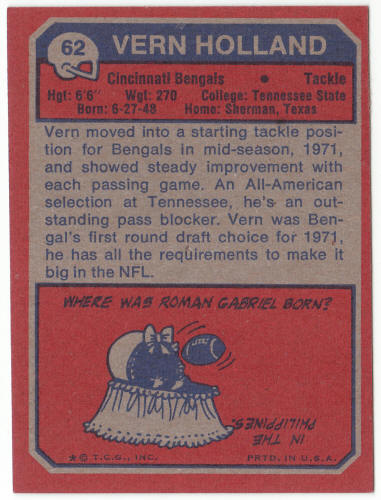 62
VERN HOLLAND
Cincinnati Bengals • Tackle
Hgt: 6'6" Wgt: 270 College: Tennessee State
Born: 6-27-48 Home: Sherman, Texas
Vern moved into a starting tackle posi-
tion for Bengals in mid-season, 1971,
and showed steady improvement with
each passing game. An All-American
selection at Tennessee, he's an out-
standing pass blocker. Vern was Ben-
gal's first round draft choice for 1971,
he has all the requirements to make it
big in the NFL.
WHERE WAS ROMAN GABRIEL BORN?
IN THE
PHILIPPINES.
* © T.C.G., INC. PRTD. IN U.S.A.